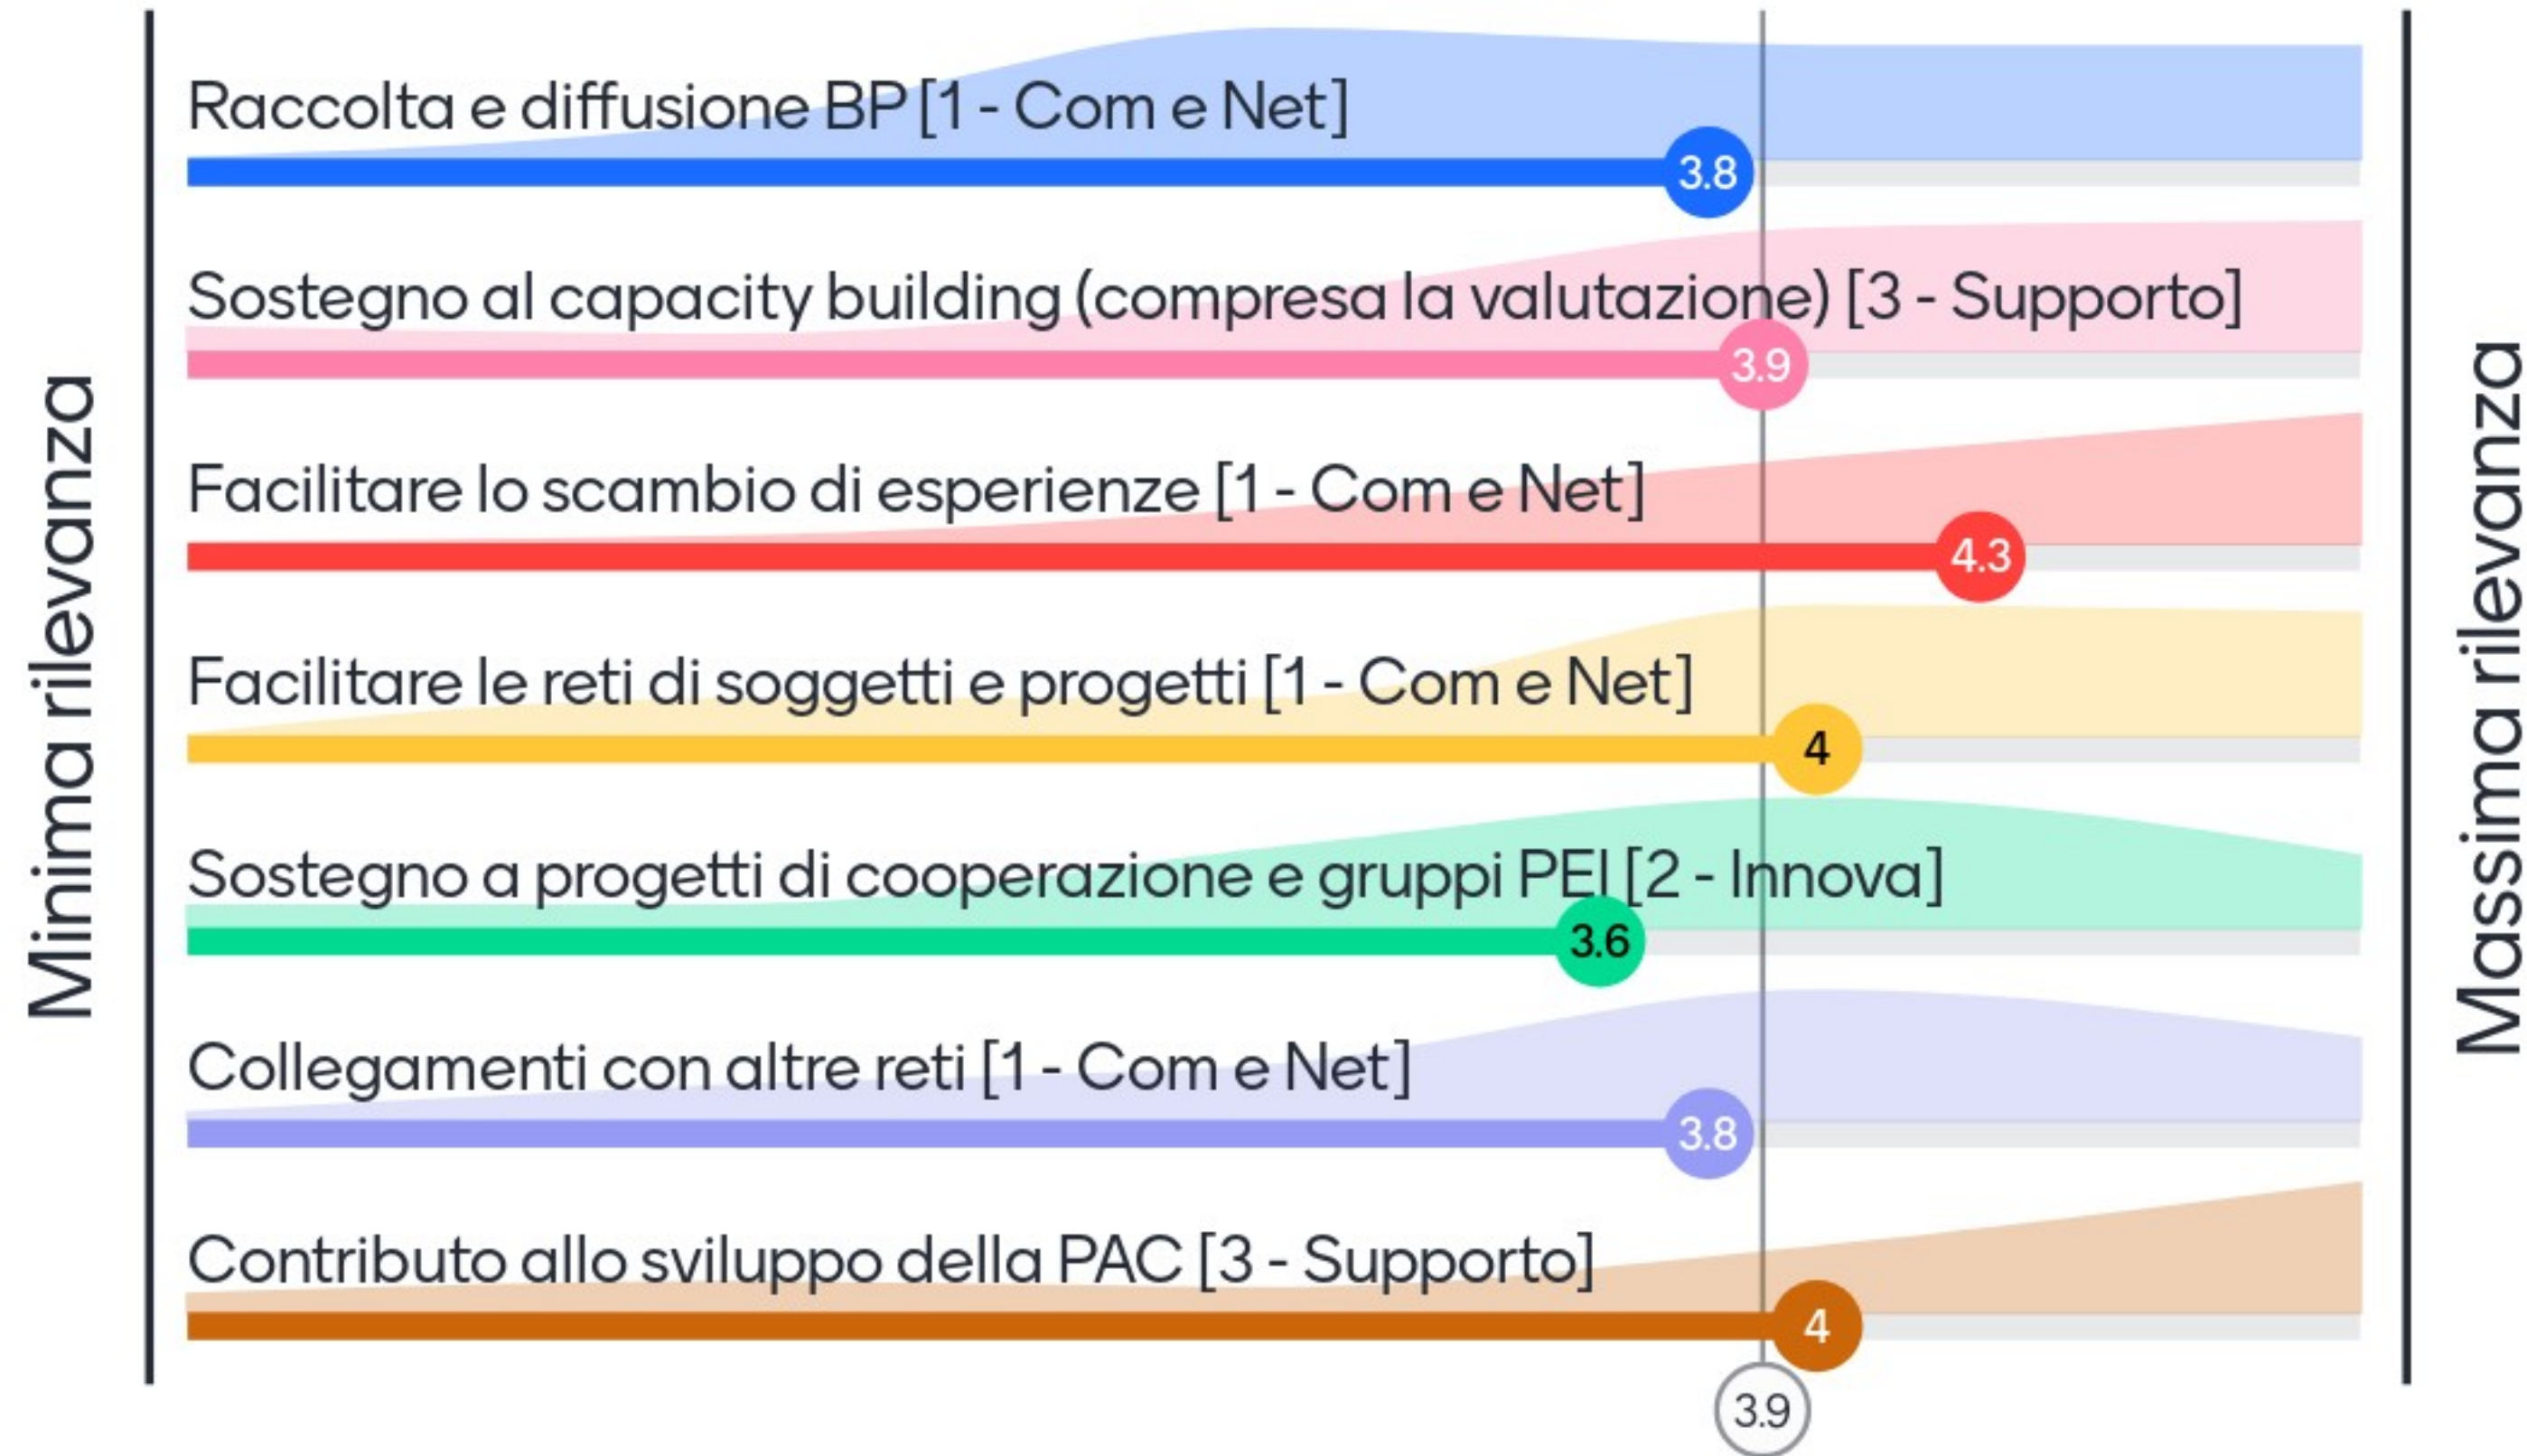 Minima rilevanza
Raccolta e diffusione BP [1 - Com e Net]
3.8
Sostegno al capacity building (compresa la valutazione) [3 - Supporto]
3.9
Facilitare lo scambio di esperienze [1 - Com e Net]
4.3
Facilitare le reti di soggetti e progetti [1 - Com e Net]
4
Sostegno a progetti di cooperazione e gruppi PEI [2 - Innova]
3.6
Collegamenti con altre reti [1 - Com e Net]
3.8
Contributo allo sviluppo della PAC [3 - Supporto]
4
3.9
Massima rilevanza